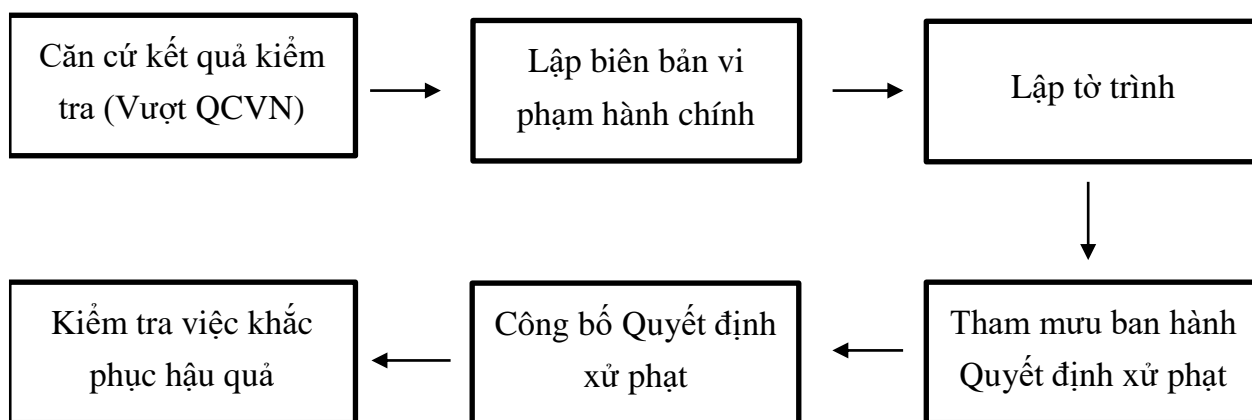 Căn cứ kết quả kiểm
tra (Vượt QCVN)
Lập biên bản vi
phạm hành chính
Lập tờ trình
Tham mưu ban hành
Quyết định xử phạt
Công bố Quyết định
xử phạt
Kiểm tra việc khắc
phục hậu quả